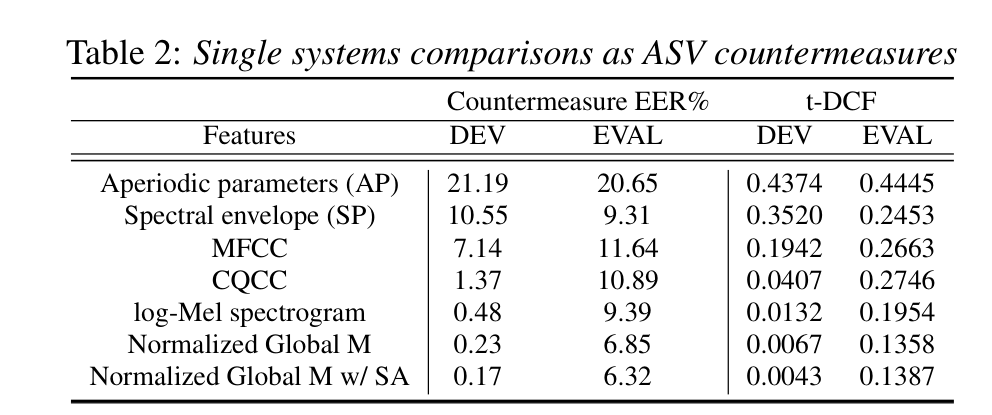 Table 2: Single systems comparisons as ASV countermeasures
Countermeasure EER% t-DCF
Features DEV EVAL DEV EVAL
Aperiodic parameters (AP) 21.19 20.65 0.4374 0.4445
Spectral envelope (SP) 10.55 9.31 0.3520 0.2453
MFCC 7.14 11.64 0.1942 0.2663
CQCC 1.37 10.89 0.0407 0.2746
log-Mel spectrogram 0.48 9.39 0.0132 0.1954
Normalized Global M 0.23 6.85 0.0067 0.1358
Normalized Global M w/ SA 0.17 6.32 0.0043 0.1387